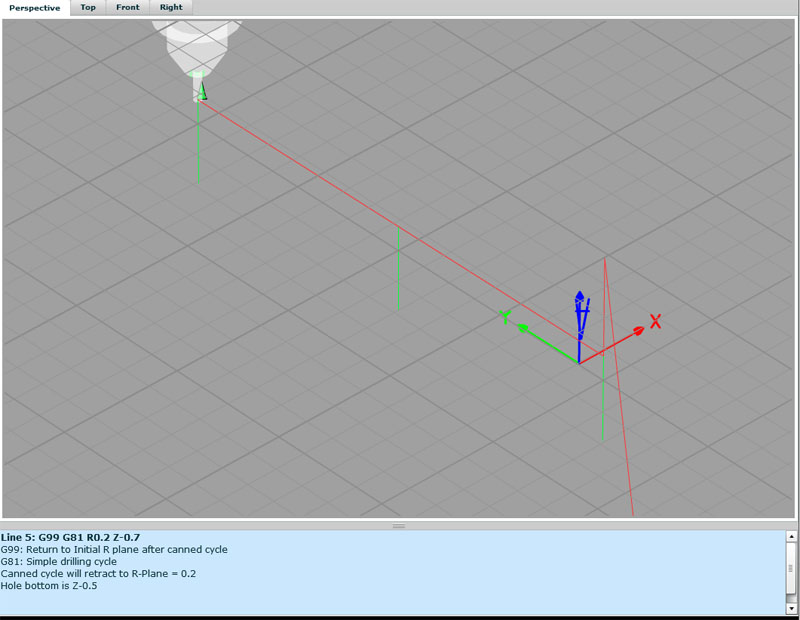 Perspective Top Front Right
Y
X
Line 5: G99 G81 R0.2 Z-0.7
G99: Return to Initial R plane after canned cycle
G81: Simple drilling cycle
Canned cycle will retract to R-Plane = 0.2
Hole bottom is Z-0.5